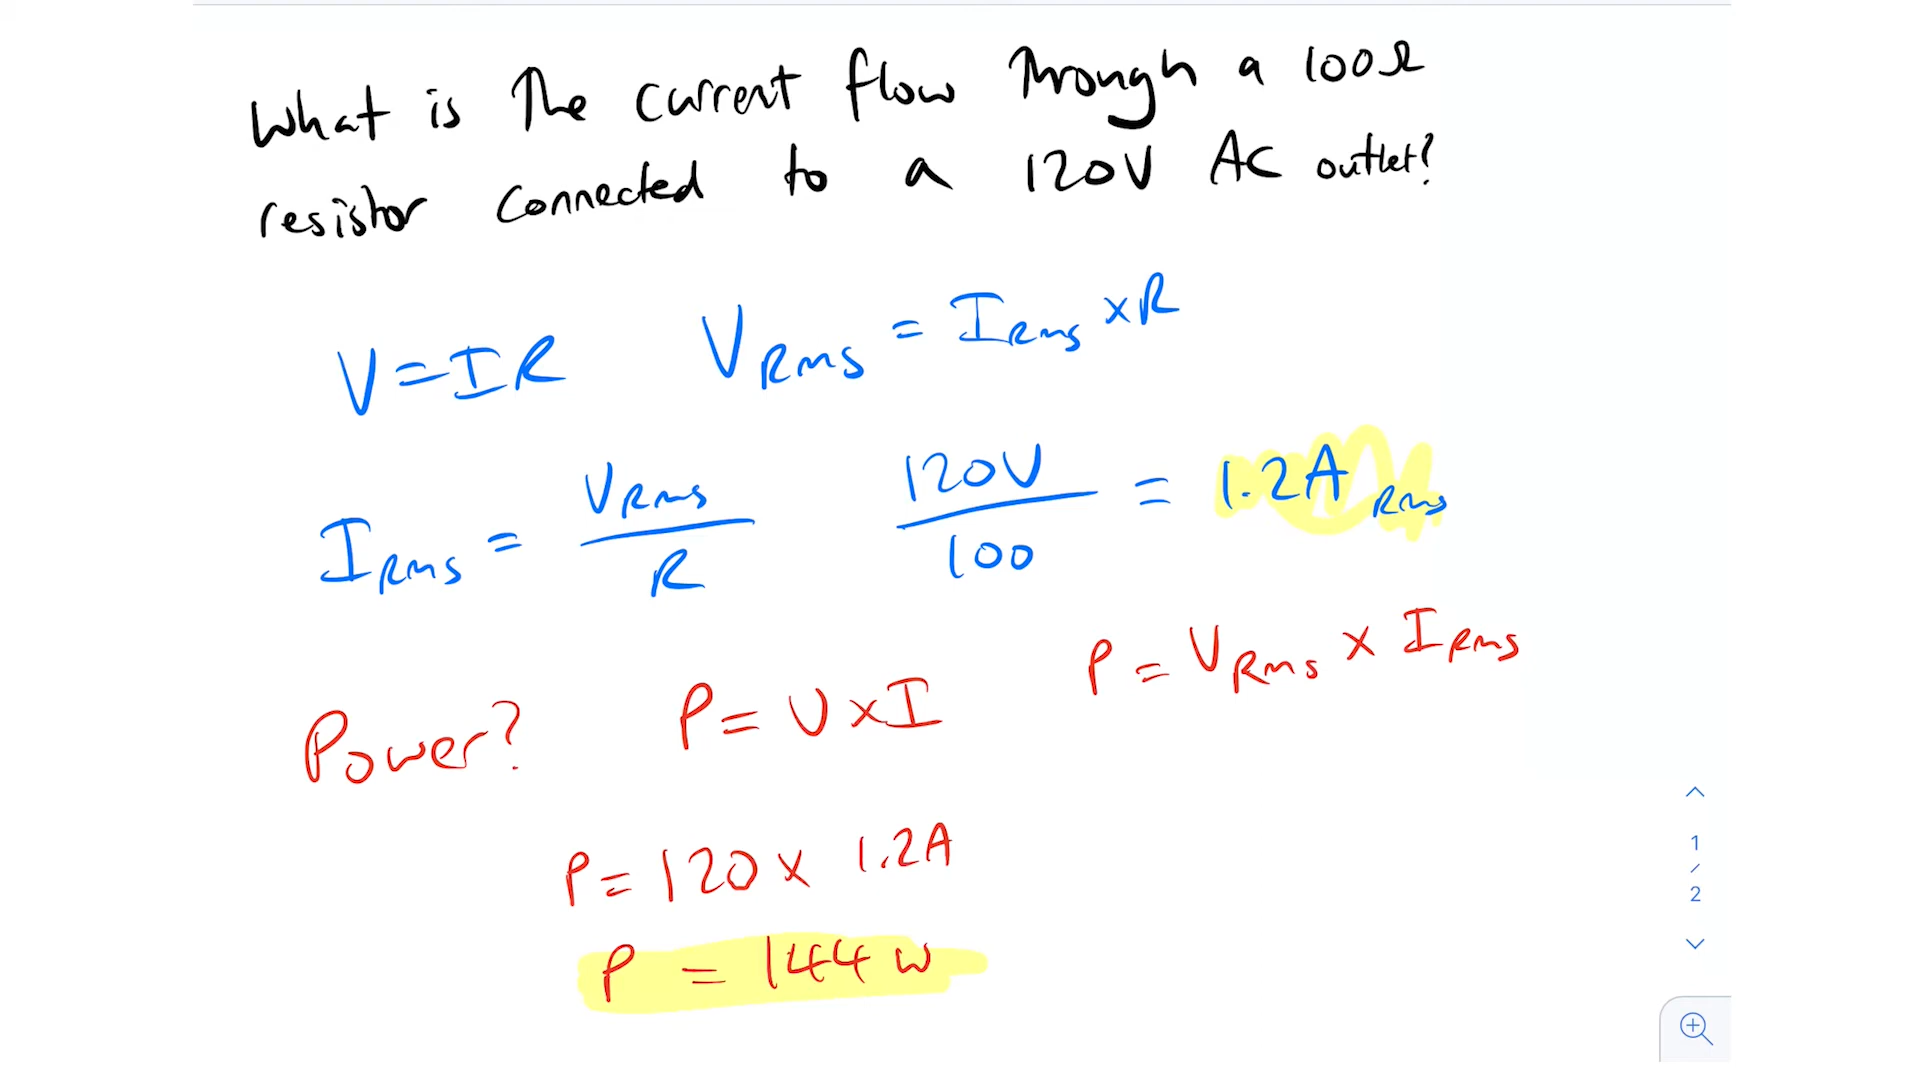 What is The current flow Through a 100Ω
resistor connected to a 120V AC outlet?
V=IR
VRms = IRms ×R
IRms = VRms / R
120V / 100 = 1.2A Rms
Power?
P= V×I
P = VRms × IRms
P= 120 × 1.2A
P = 144 w
1
/
2